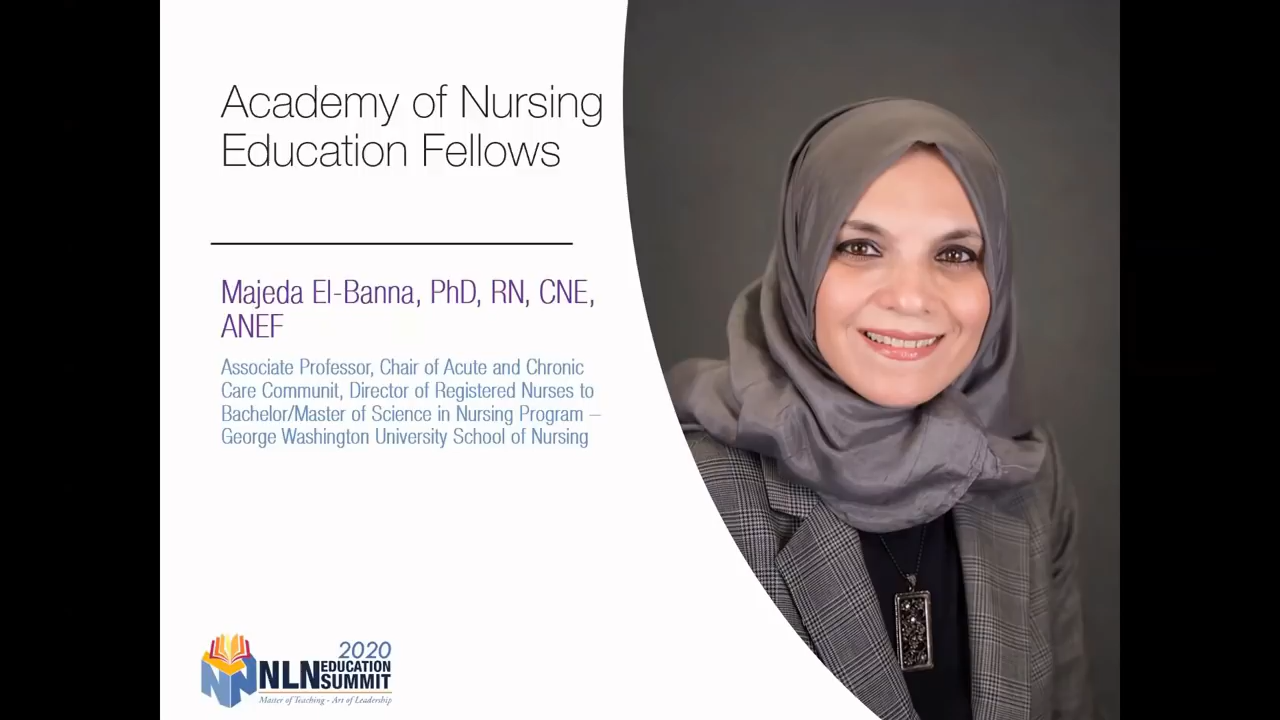 Academy of Nursing
Education Fellows
Majeda El-Banna, PhD, RN, CNE,
ANEF
Associate Professor, Chair of Acute and Chronic
Care Communit, Director of Registered Nurses to
Bachelor/Master of Science in Nursing Program –
George Washington University School of Nursing
2020
NLN EDUCATION
SUMMIT
Master of Teaching - Art of Leadership